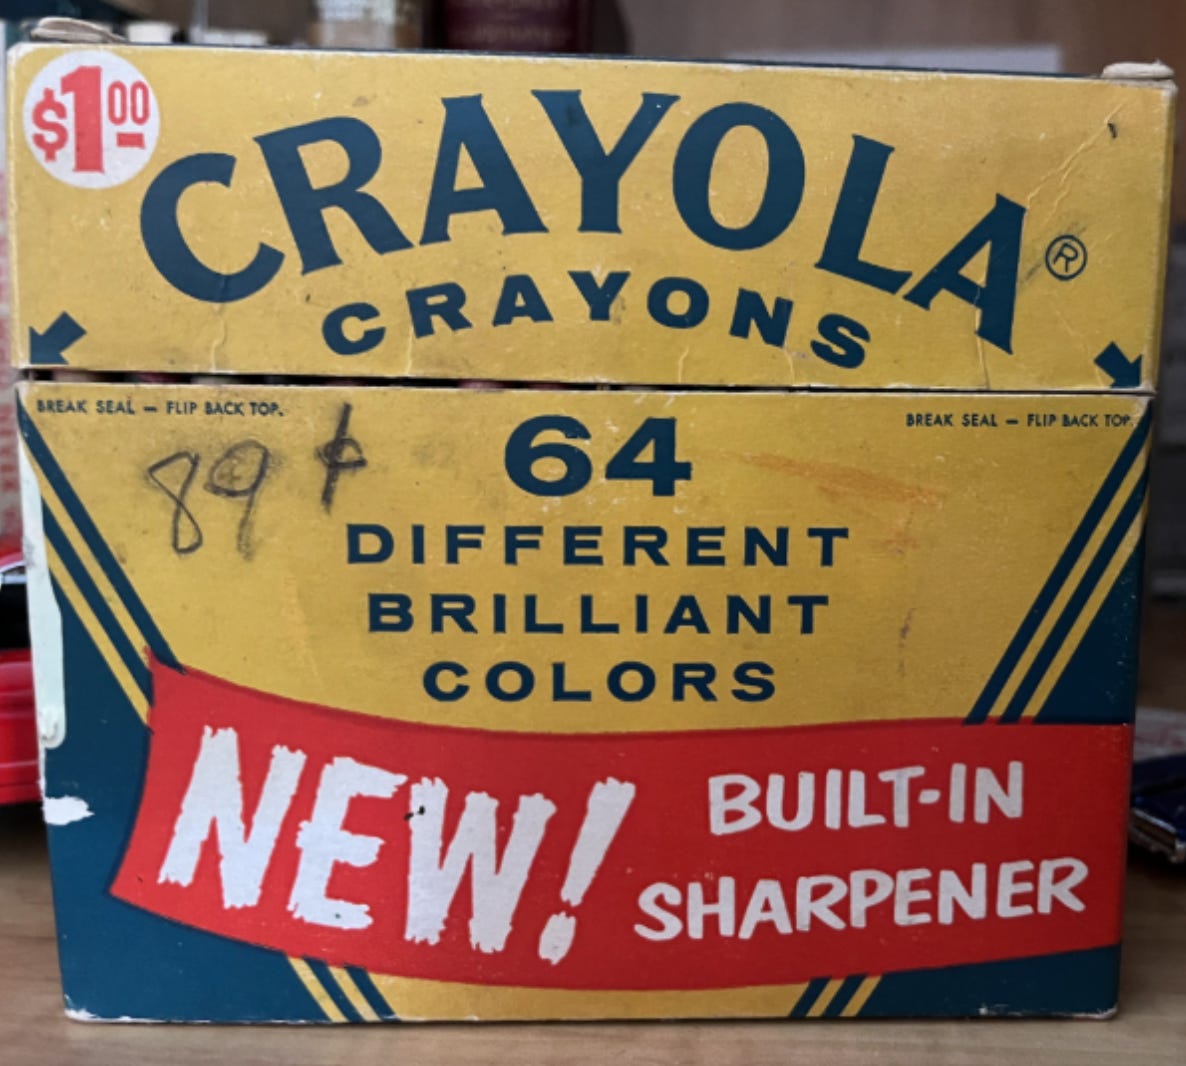 $1.00
CRAYOLA®
CRAYONS
BREAK SEAL — FLIP BACK TOP.
BREAK SEAL — FLIP BACK TOP.
89¢
64
DIFFERENT
BRILLIANT
COLORS
NEW!
BUILT-IN
SHARPENER